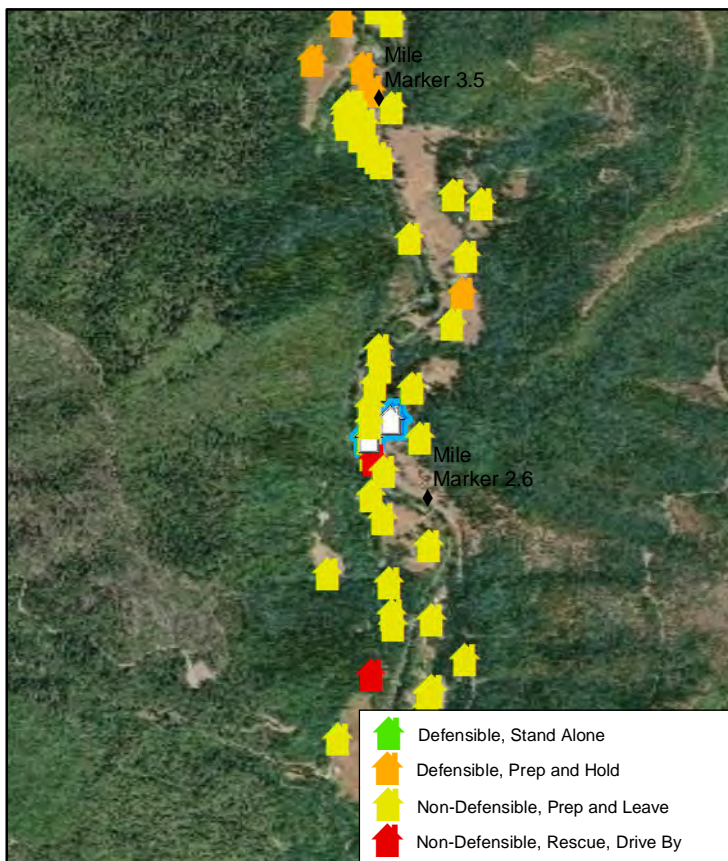 Mile
Marker 3.5
Mile
Marker 2.6
Defensible, Stand Alone
Defensible, Prep and Hold
Non-Defensible, Prep and Leave
Non-Defensible, Rescue, Drive By